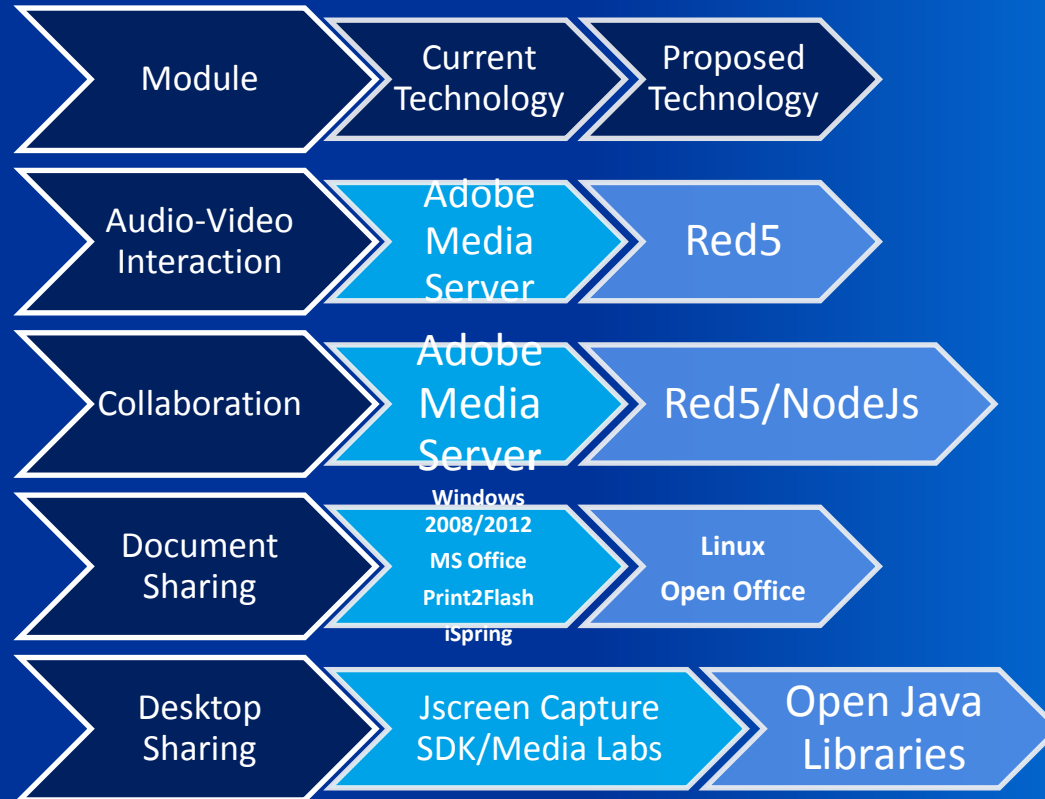 Module
Current
Technology
Proposed
Technology
Audio-Video
Interaction
Adobe
Media
Server
Red5
Collaboration
Adobe
Media
Server
Red5/NodeJs
Document
Sharing
Windows
2008/2012
MS Office
Print2Flash
iSpring
Linux
Open Office
Desktop
Sharing
Jscreen Capture
SDK/Media Labs
Open Java
Libraries